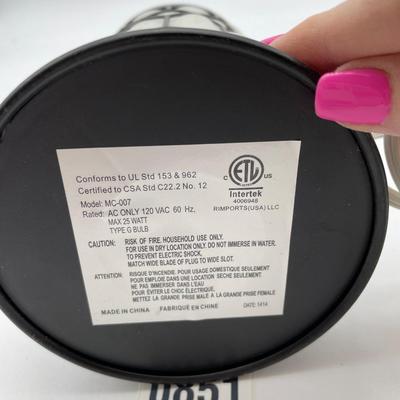 Conforms to UL Std 153 & 962
Certified to CSA Std C22.2 No. 12
Model: MC-007
Rated: AC ONLY 120 VAC 60 Hz,
MAX 25 WATT
TYPE G BULB
C ETL US
Intertek
4006948
RIMPORTS(USA) LLC
CAUTION: RISK OF FIRE. HOUSEHOLD USE ONLY.
FOR USE IN DRY LOCATION ONLY. DO NOT IMMERSE IN WATER.
TO PREVENT ELECTRIC SHOCK,
MATCH WIDE BLADE OF PLUG TO WIDE SLOT.
ATTENTION: RISQUE D'INCENDIE. POUR USAGE DOMESTIQUE SEULEMENT
POUR EMPLOI DANS UN LOCATION SECHE SEULEMENT
NE PAS IMMERSER DANS L'EAU
POUR ÉVITER LE CHOC ÉLECTRIQUE,
METTEZ LA GRANDE PRISE MALE A LA GRANDE PRISE FEMALE
MADE IN CHINA FABRIQUE EN CHINE DATE: 1414
0851